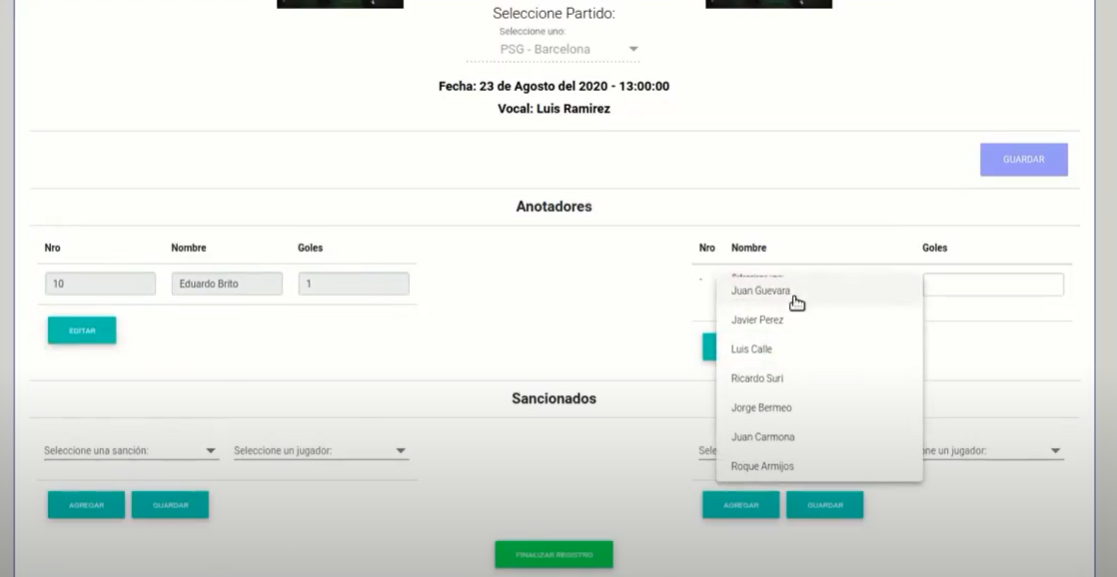 Seleccione Partido:
Seleccione uno:
PSG - Barcelona
Fecha: 23 de Agosto del 2020 - 13:00:00
Vocal: Luis Ramirez
GUARDAR
Anotadores
Nro Nombre Goles
10 Eduardo Brito 1
EDITAR
Nro Nombre Goles
Juan Guevara
Javier Perez
Luis Calle
Ricardo Suri
Jorge Bermeo
Juan Carmona
Roque Armijos
Sancionados
Seleccione una sanción: Seleccione un jugador:
AGREGAR GUARDAR
Sele ne un jugador:
AGREGAR GUARDAR
FINALIZAR REGISTRO